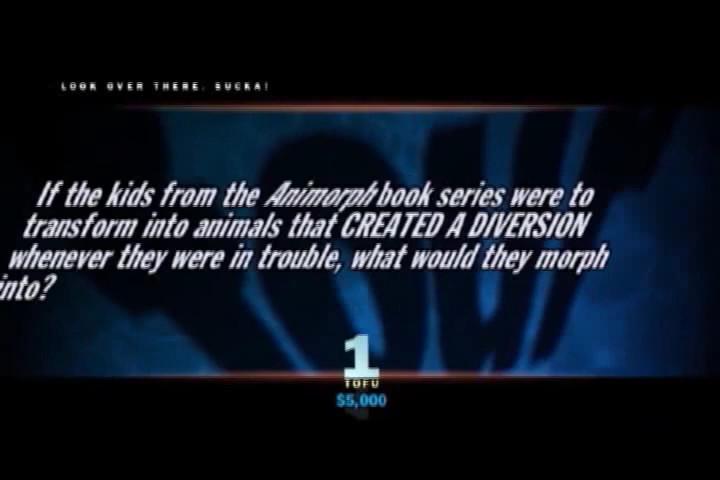 LOOK OVER THERE, SUCKA!
If the kids from the Animorph book series were to
transform into animals that CREATED A DIVERSION
whenever they were in trouble, what would they morph
into?
1
TOFU
$5,000